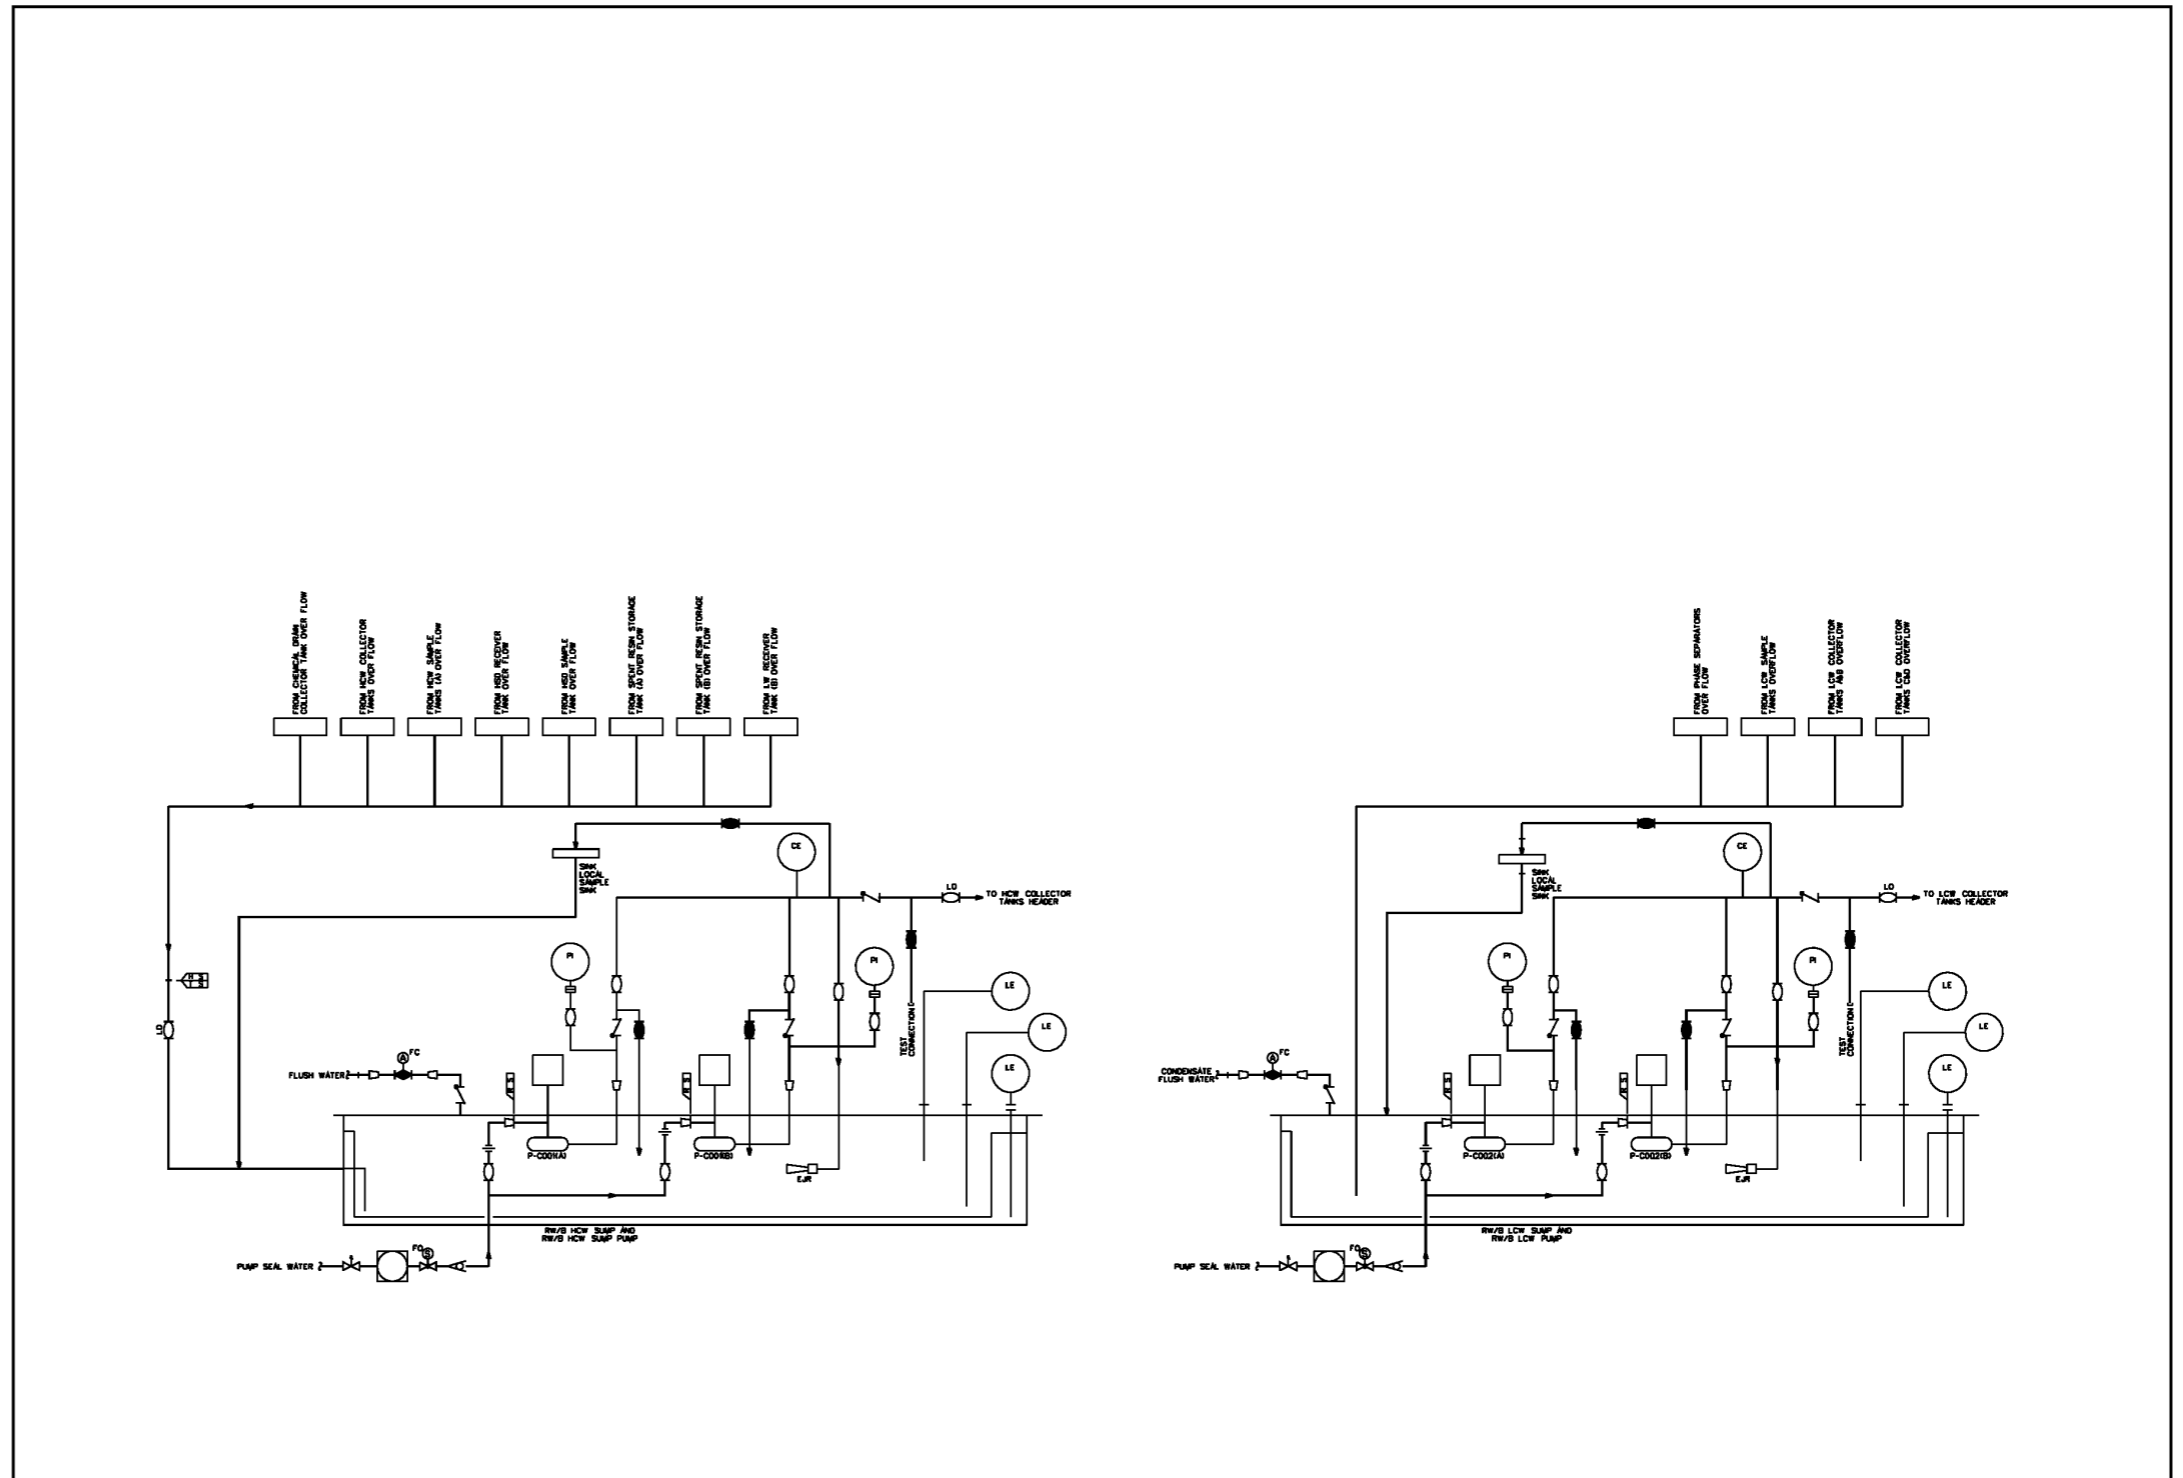 FROM CHEMICAL DRAIN
COLLECTOR TANK OVER FLOW
FROM HCW COLLECTOR
TANKS OVER FLOW
FROM HCW SAMPLE
TANKS (A) OVER FLOW
FROM HSD RECEIVER
TANK OVER FLOW
FROM HSD SAMPLE
TANK OVER FLOW
FROM SPENT RESIN STORAGE
TANK (A) OVER FLOW
FROM SPENT RESIN STORAGE
TANK (B) OVER FLOW
FROM LW RECEIVER
TANK (B) OVER FLOW
CE
SINK
LOCAL
SAMPLE
SINK
LO
TO HCW COLLECTOR
TANKS HEADER
PI
PI
LE
LE
LE
LO
TEST
CONNECTION
A
FC
FLUSH WATER
P-C001(A)
P-C001(B)
EJR
RW/B HCW SUMP AND
RW/B HCW SUMP PUMP
PUMP SEAL WATER
FO
S
FROM PHASE SEPARATORS
OVER FLOW
FROM LCW SAMPLE
TANKS OVERFLOW
FROM LCW COLLECTOR
TANKS A&B OVERFLOW
FROM LCW COLLECTOR
TANKS C&D OVERFLOW
CE
SINK
LOCAL
SAMPLE
SINK
LO
TO LCW COLLECTOR
TANKS HEADER
PI
PI
LE
LE
LE
TEST
CONNECTION
A
FC
CONDENSATE
FLUSH WATER
P-C002(A)
P-C002(B)
EJR
RW/B LCW SUMP AND
RW/B LCW PUMP
PUMP SEAL WATER
FO
S